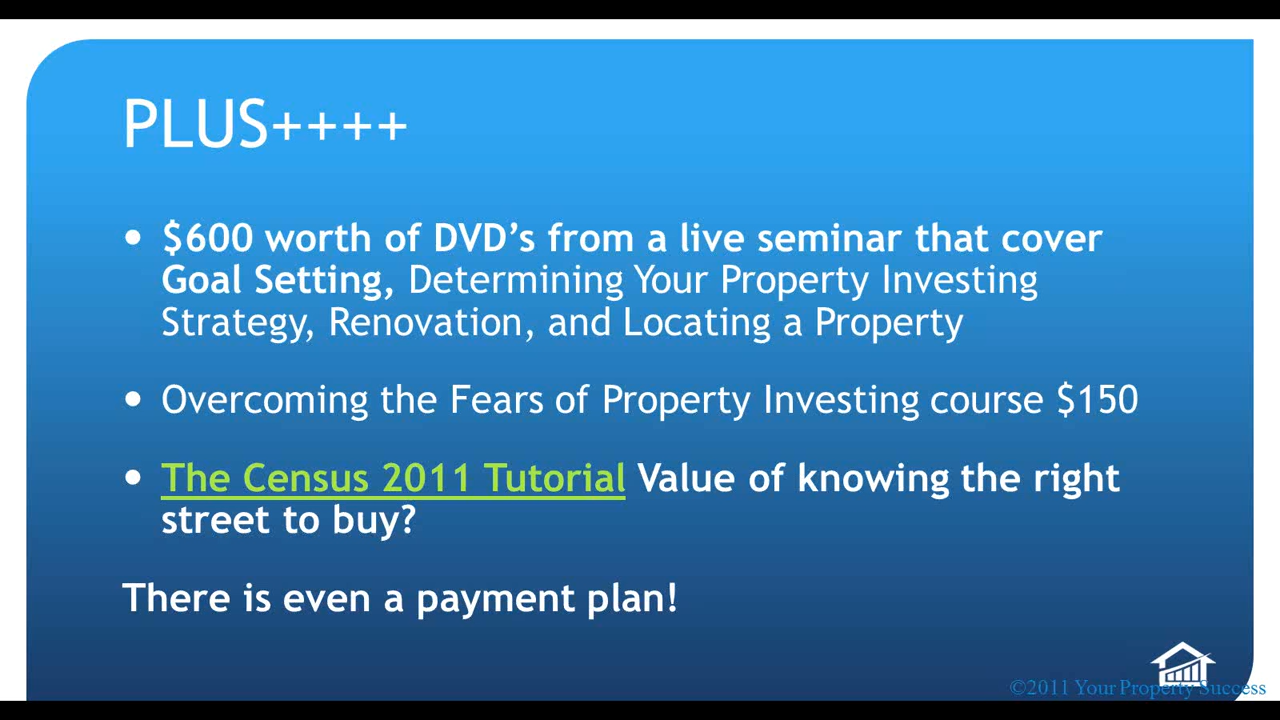 PLUS++++
• $600 worth of DVD’s from a live seminar that cover
Goal Setting, Determining Your Property Investing
Strategy, Renovation, and Locating a Property
• Overcoming the Fears of Property Investing course $150
• The Census 2011 Tutorial Value of knowing the right
street to buy?
There is even a payment plan!
©2011 Your Property Success